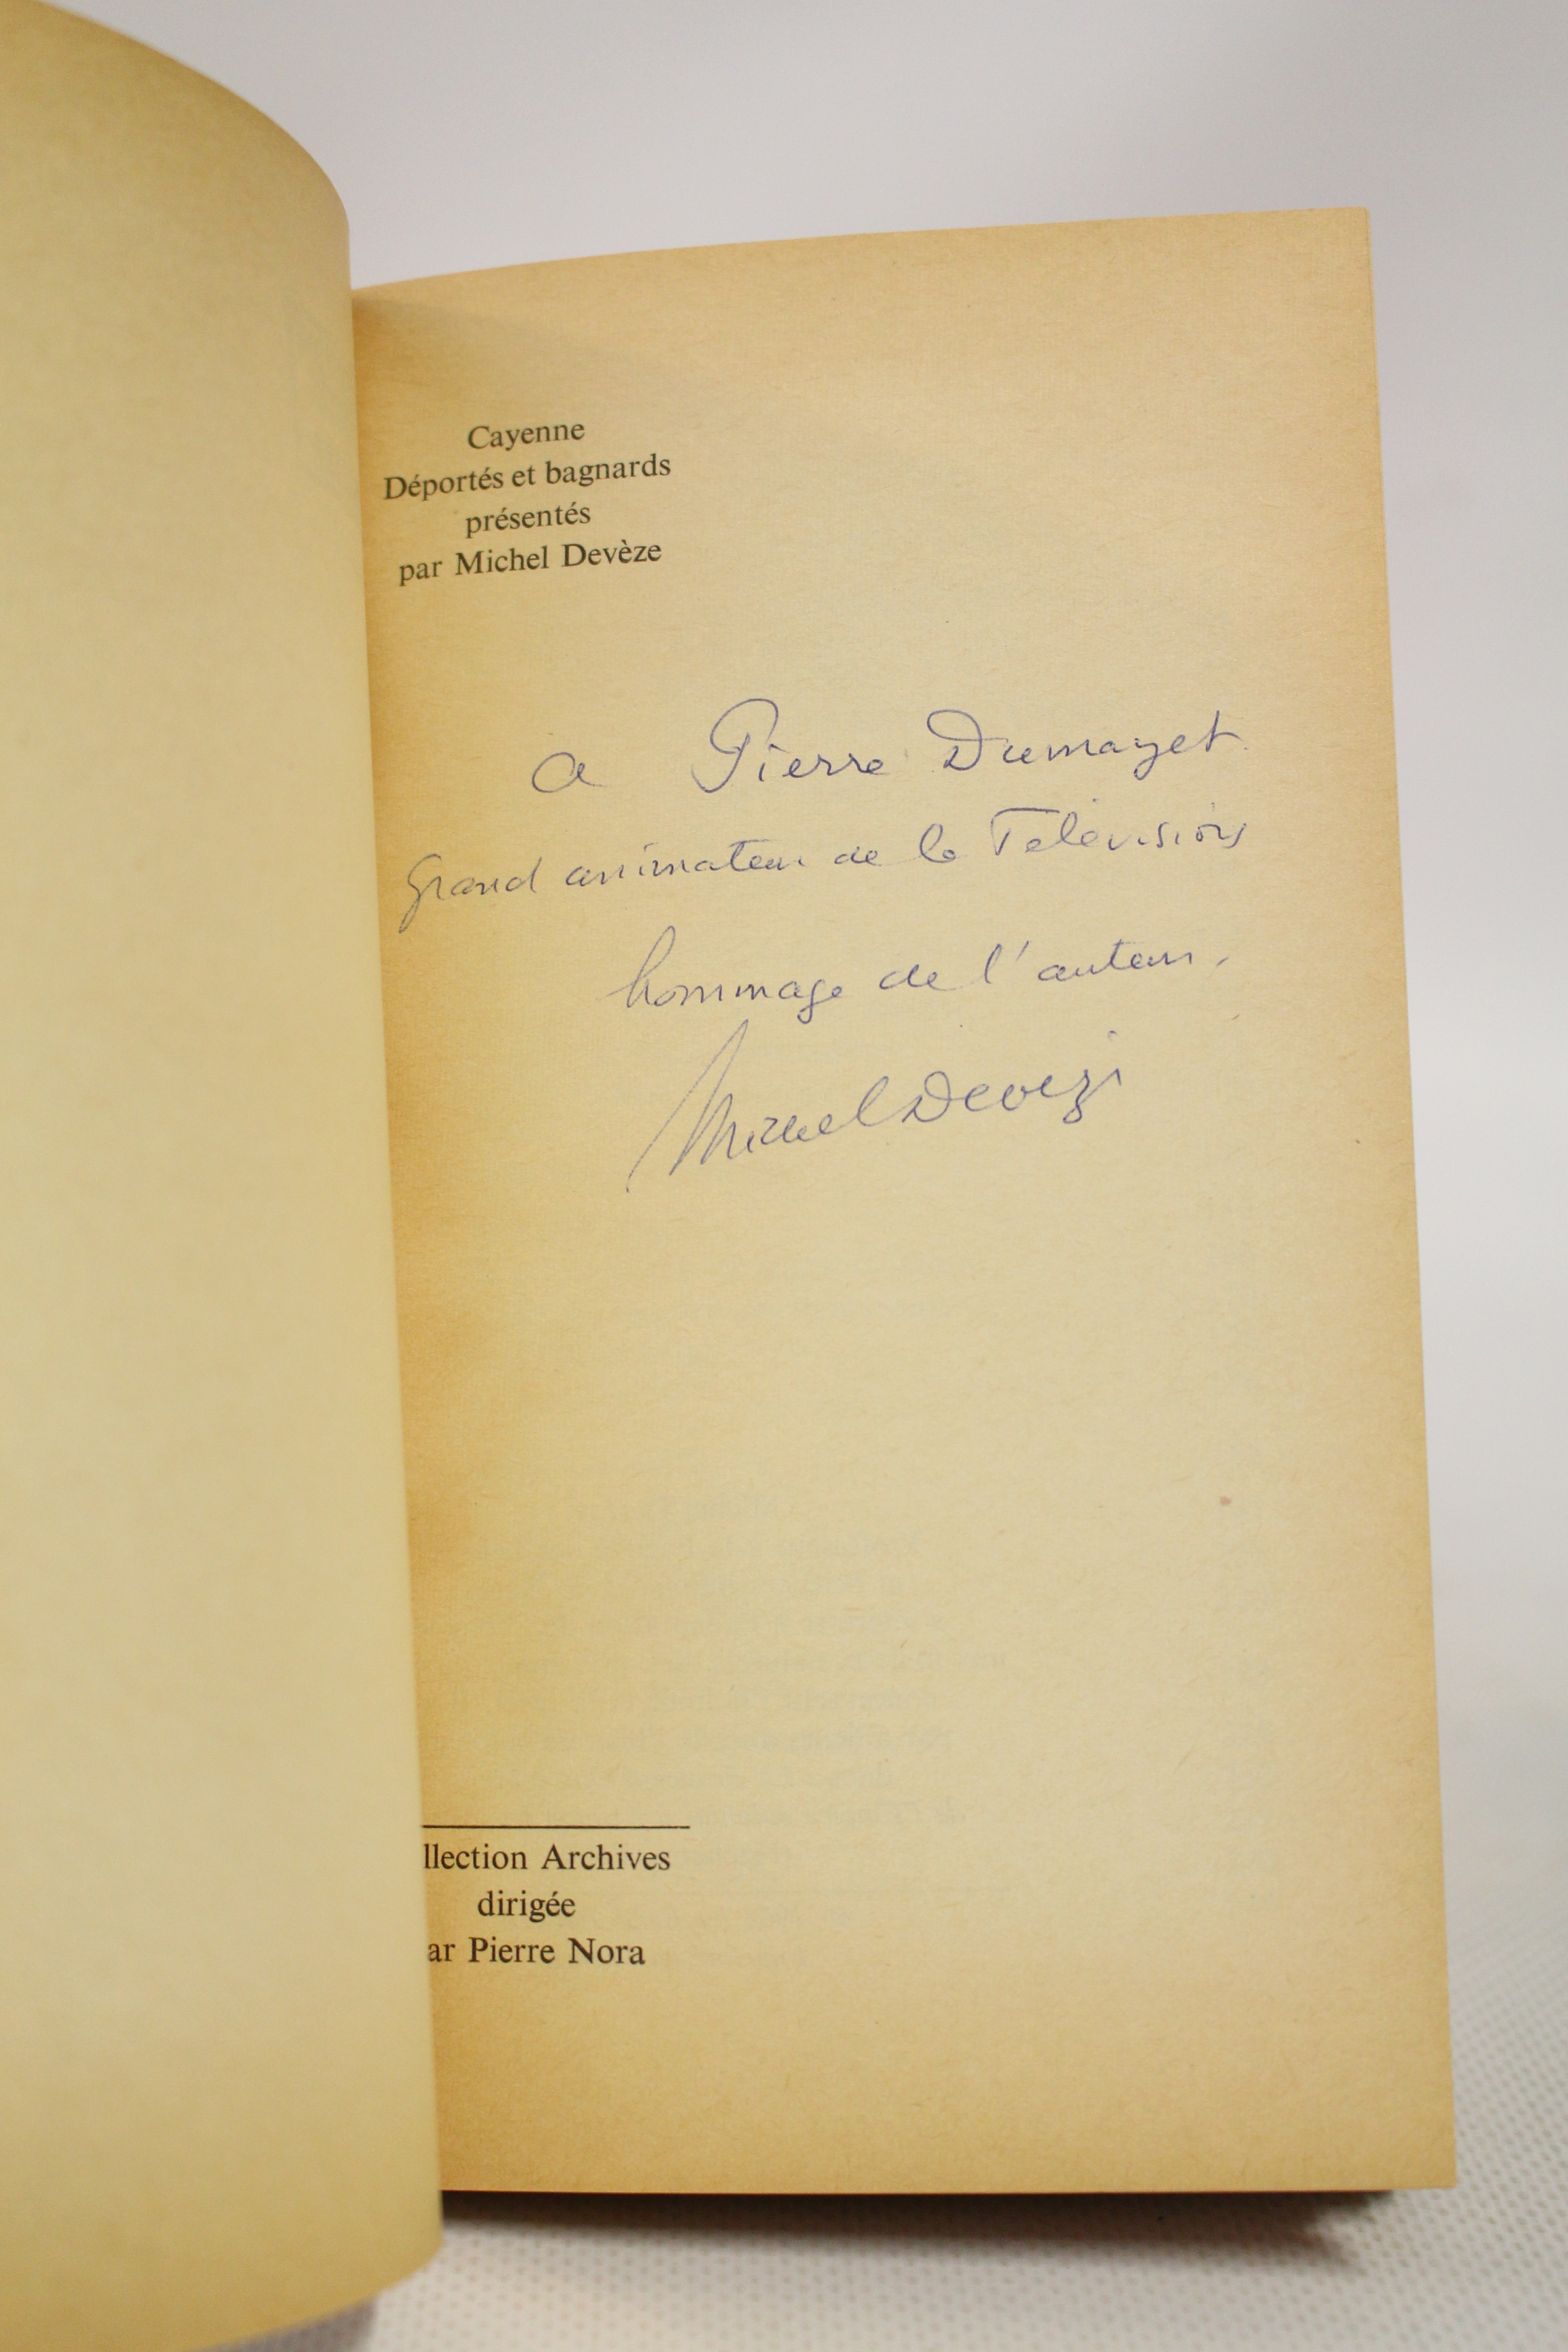 Cayenne
Déportés et bagnards
présentés
par Michel Devèze
a Pierre Dumayet
grand animateur de la Télévision
hommage de l'auteur.
Michel Devèze
llection Archives
dirigée
ar Pierre Nora